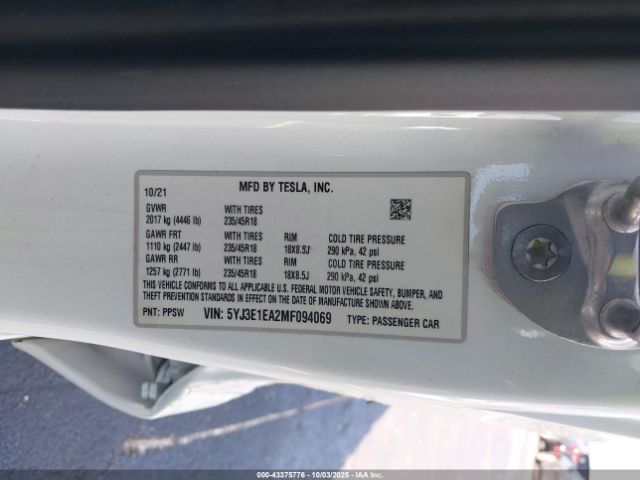 10/21 MFD BY TESLA, INC.
GVWR WITH TIRES
2017 kg (4446 lb) 235/45R18
GAWR FRT WITH TIRES RIM COLD TIRE PRESSURE
1110 kg (2447 lb) 235/45R18 18X8.5J 290 kPa, 42 psi
GAWR RR WITH TIRES RIM COLD TIRE PRESSURE
1257 kg (2771 lb) 235/45R18 18X8.5J 290 kPa, 42 psi
THIS VEHICLE CONFORMS TO ALL APPLICABLE U.S. FEDERAL MOTOR VEHICLE SAFETY, BUMPER, AND
THEFT PREVENTION STANDARDS IN EFFECT ON THE DATE OF MANUFACTURE SHOWN ABOVE.
PNT: PPSW VIN: 5YJ3E1EA2MF094069 TYPE: PASSENGER CAR
000-43375776 - 10/03/2025 - IAA Inc.